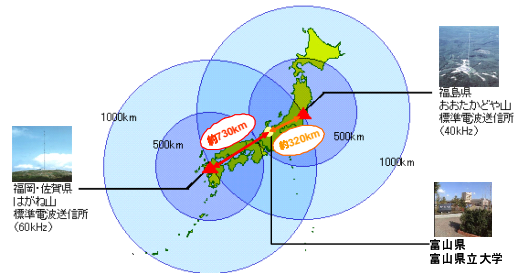 1000km
500km
約730km
約320km
500km
1000km
福島県
おおたかどや山
標準電波送信所
(40kHz)
福岡・佐賀県
はがね山
標準電波送信所
(60kHz)
富山県
富山県立大学